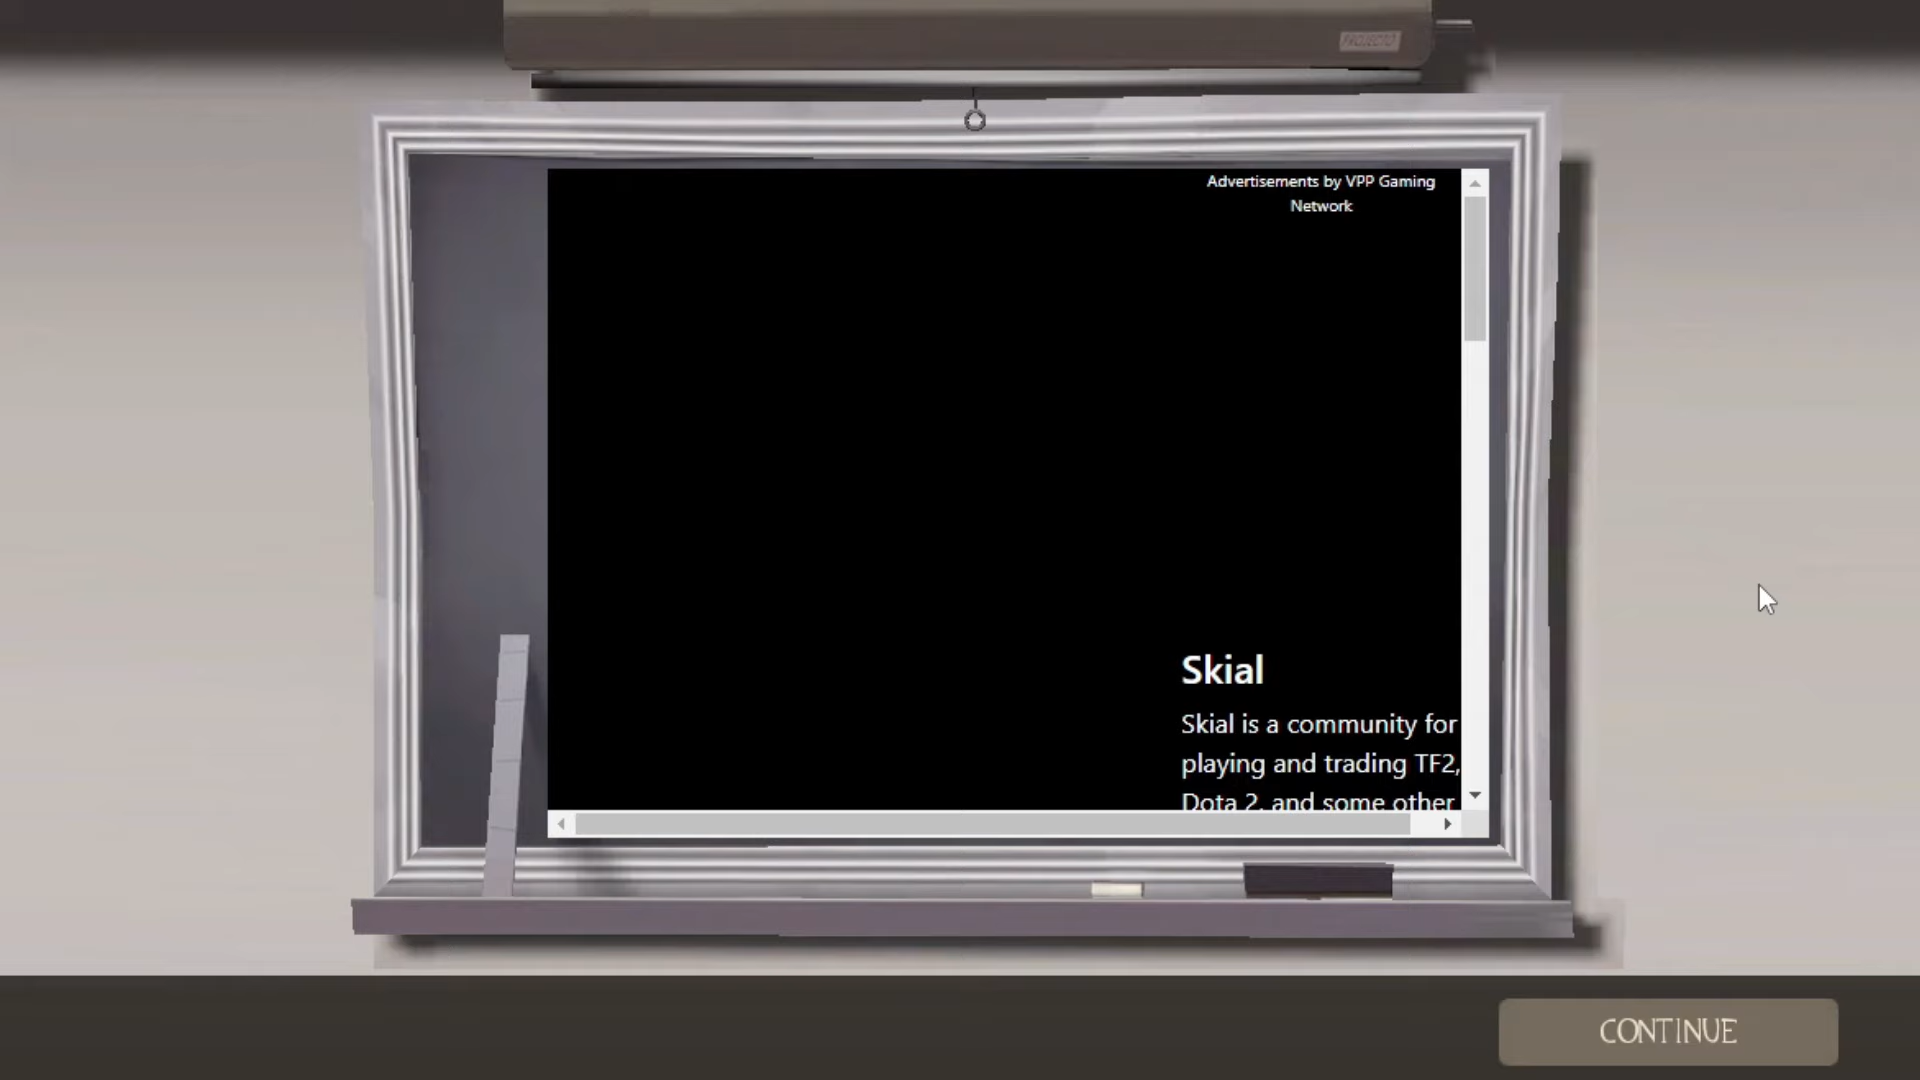 PROJECTO
Advertisements by VPP Gaming
Network
Skial
Skial is a community for
playing and trading TF2,
Dota 2, and some other
CONTINUE